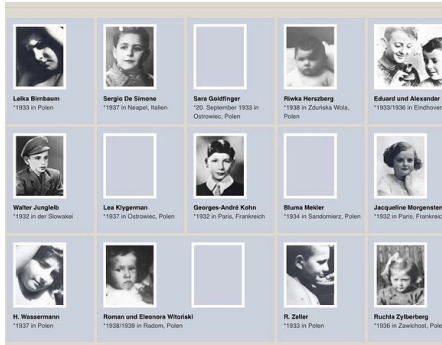 Lelka Birnbaum
*1933 in Polen
Sergio De Simone
*1937 in Neapel, Italien
Sara Goldfinger
*20. September 1933 in
Ostrowiec, Polen
Riwka Herszberg
*1938 in Zduńska Wola,
Polen
Eduard und Alexander
*1933/1936 in Eindhoven
Walter Jungleib
*1932 in der Slowakei
Lea Klygerman
*1937 in Ostrowiec, Polen
Georges-André Kohn
*1932 in Paris, Frankreich
Bluma Mekler
*1934 in Sandomierz, Polen
Jacqueline Morgenstern
*1932 in Paris, Frankreic
H. Wassermann
*1937 in Polen
Roman und Eleonora Witoński
*1938/1939 in Radom, Polen
R. Zeller
*1933 in Polen
Ruchla Zylberberg
*1936 in Zawichost, Pole